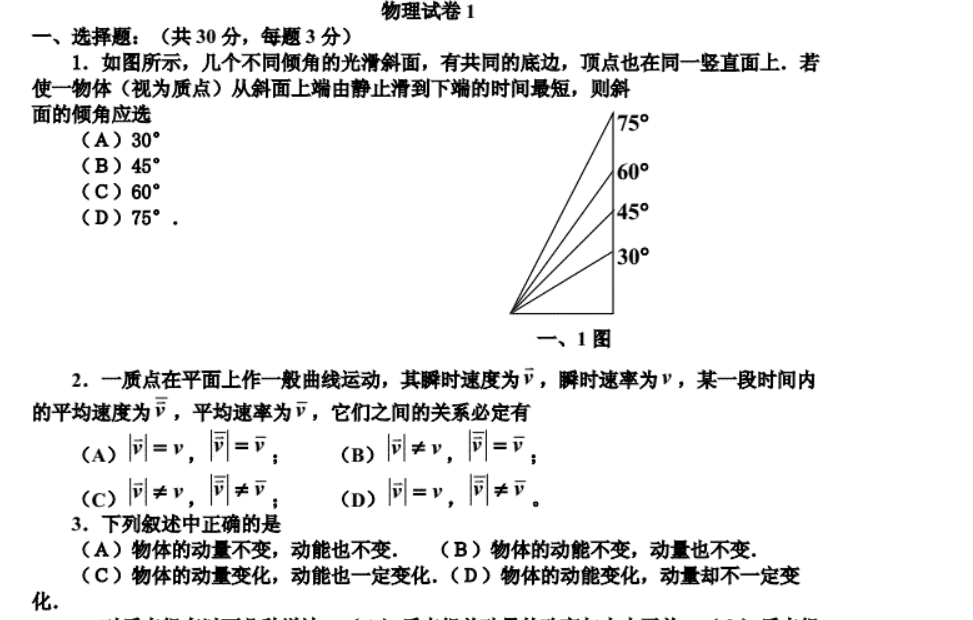 物理试卷 1
一、选择题：（共 30 分，每题 3 分）
1．如图所示，几个不同倾角的光滑斜面，有共同的底边，顶点也在同一竖直面上．若
使一物体（视为质点）从斜面上端由静止滑到下端的时间最短，则斜
面的倾角应选
（A）30°
（B）45°
（C）60°
（D）75°．
75°
60°
45°
30°
一、1 图
2．一质点在平面上作一般曲线运动，其瞬时速度为 v⃗，瞬时速率为 v，某一段时间内
的平均速度为 v̄⃗，平均速率为 v̄，它们之间的关系必定有
（A）|v⃗| = v，|v̄⃗| = v̄；　（B）|v⃗| ≠ v，|v̄⃗| = v̄；
（C）|v⃗| ≠ v，|v̄⃗| ≠ v̄；　（D）|v⃗| = v，|v̄⃗| ≠ v̄。
3．下列叙述中正确的是
（A）物体的动量不变，动能也不变．　（B）物体的动能不变，动量也不变．
（C）物体的动量变化，动能也一定变化．（D）物体的动能变化，动量却不一定变
化．